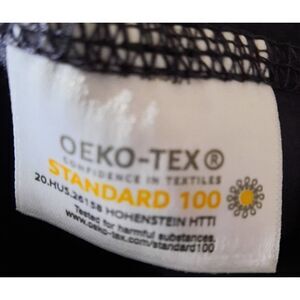 OEKO-TEX®
CONFIDENCE IN TEXTILES
STANDARD 100
20.HUS.26158 HOHENSTEIN HTTI
Tested for harmful substances.
www.oeko-tex.com/standard100